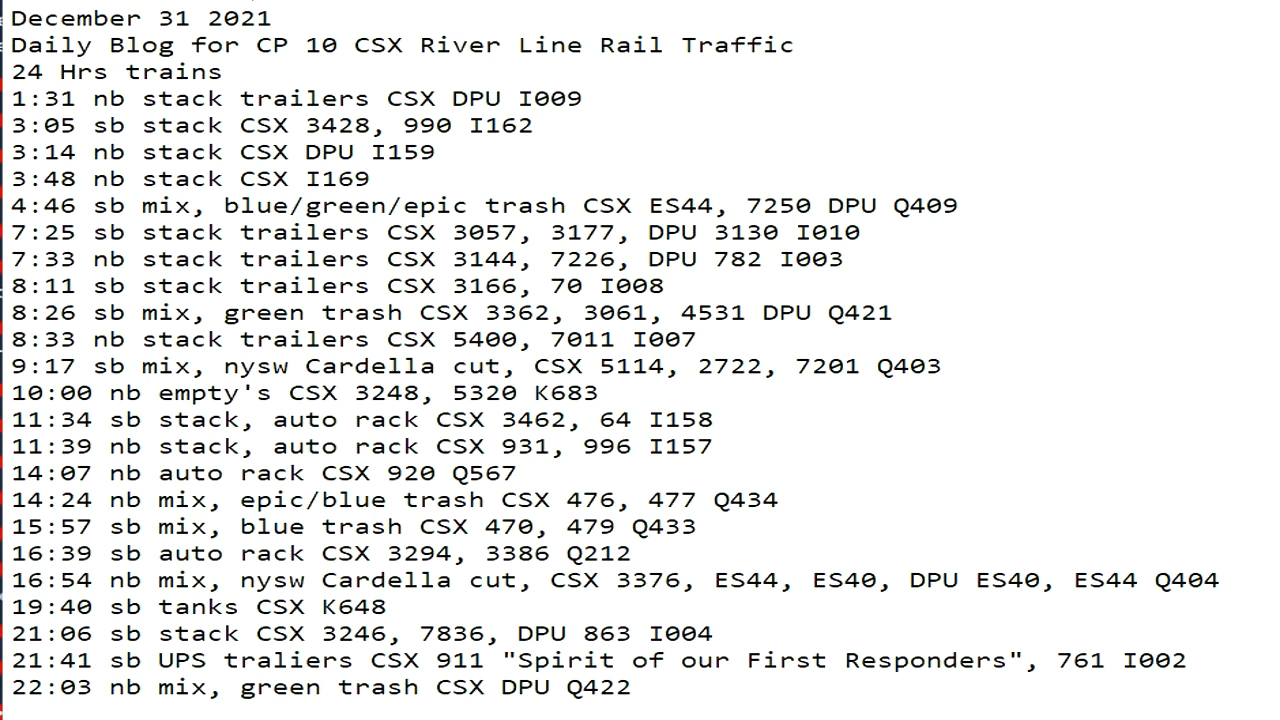 December 31 2021
Daily Blog for CP 10 CSX River Line Rail Traffic
24 Hrs trains
1:31 nb stack trailers CSX DPU I009
3:05 sb stack CSX 3428, 990 I162
3:14 nb stack CSX DPU I159
3:48 nb stack CSX I169
4:46 sb mix, blue/green/epic trash CSX ES44, 7250 DPU Q409
7:25 sb stack trailers CSX 3057, 3177, DPU 3130 I010
7:33 nb stack trailers CSX 3144, 7226, DPU 782 I003
8:11 sb stack trailers CSX 3166, 70 I008
8:26 sb mix, green trash CSX 3362, 3061, 4531 DPU Q421
8:33 nb stack trailers CSX 5400, 7011 I007
9:17 sb mix, nysw Cardella cut, CSX 5114, 2722, 7201 Q403
10:00 nb empty's CSX 3248, 5320 K683
11:34 sb stack, auto rack CSX 3462, 64 I158
11:39 nb stack, auto rack CSX 931, 996 I157
14:07 nb auto rack CSX 920 Q567
14:24 nb mix, epic/blue trash CSX 476, 477 Q434
15:57 sb mix, blue trash CSX 470, 479 Q433
16:39 sb auto rack CSX 3294, 3386 Q212
16:54 nb mix, nysw Cardella cut, CSX 3376, ES44, ES40, DPU ES40, ES44 Q404
19:40 sb tanks CSX K648
21:06 sb stack CSX 3246, 7836, DPU 863 I004
21:41 sb UPS traliers CSX 911 "Spirit of our First Responders", 761 I002
22:03 nb mix, green trash CSX DPU Q422